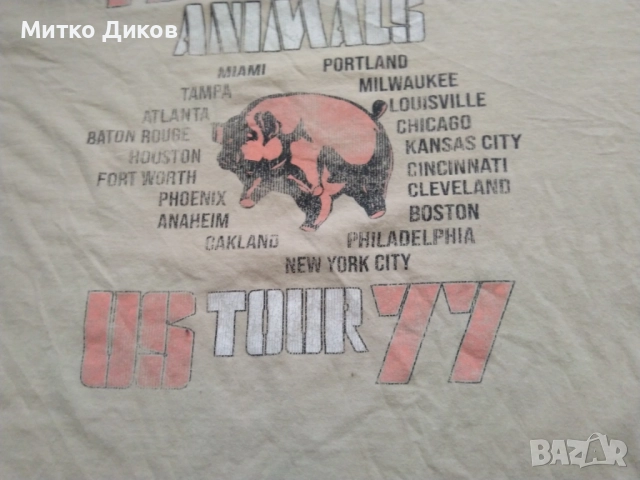 Митко Диков
ANIMALS
MIAMI PORTLAND
TAMPA MILWAUKEE
ATLANTA LOUISVILLE
BATON ROUGE CHICAGO
HOUSTON KANSAS CITY
FORT WORTH CINCINNATI
PHOENIX CLEVELAND
ANAHEIM BOSTON
OAKLAND PHILADELPHIA
NEW YORK CITY
US TOUR 77
BAZAR